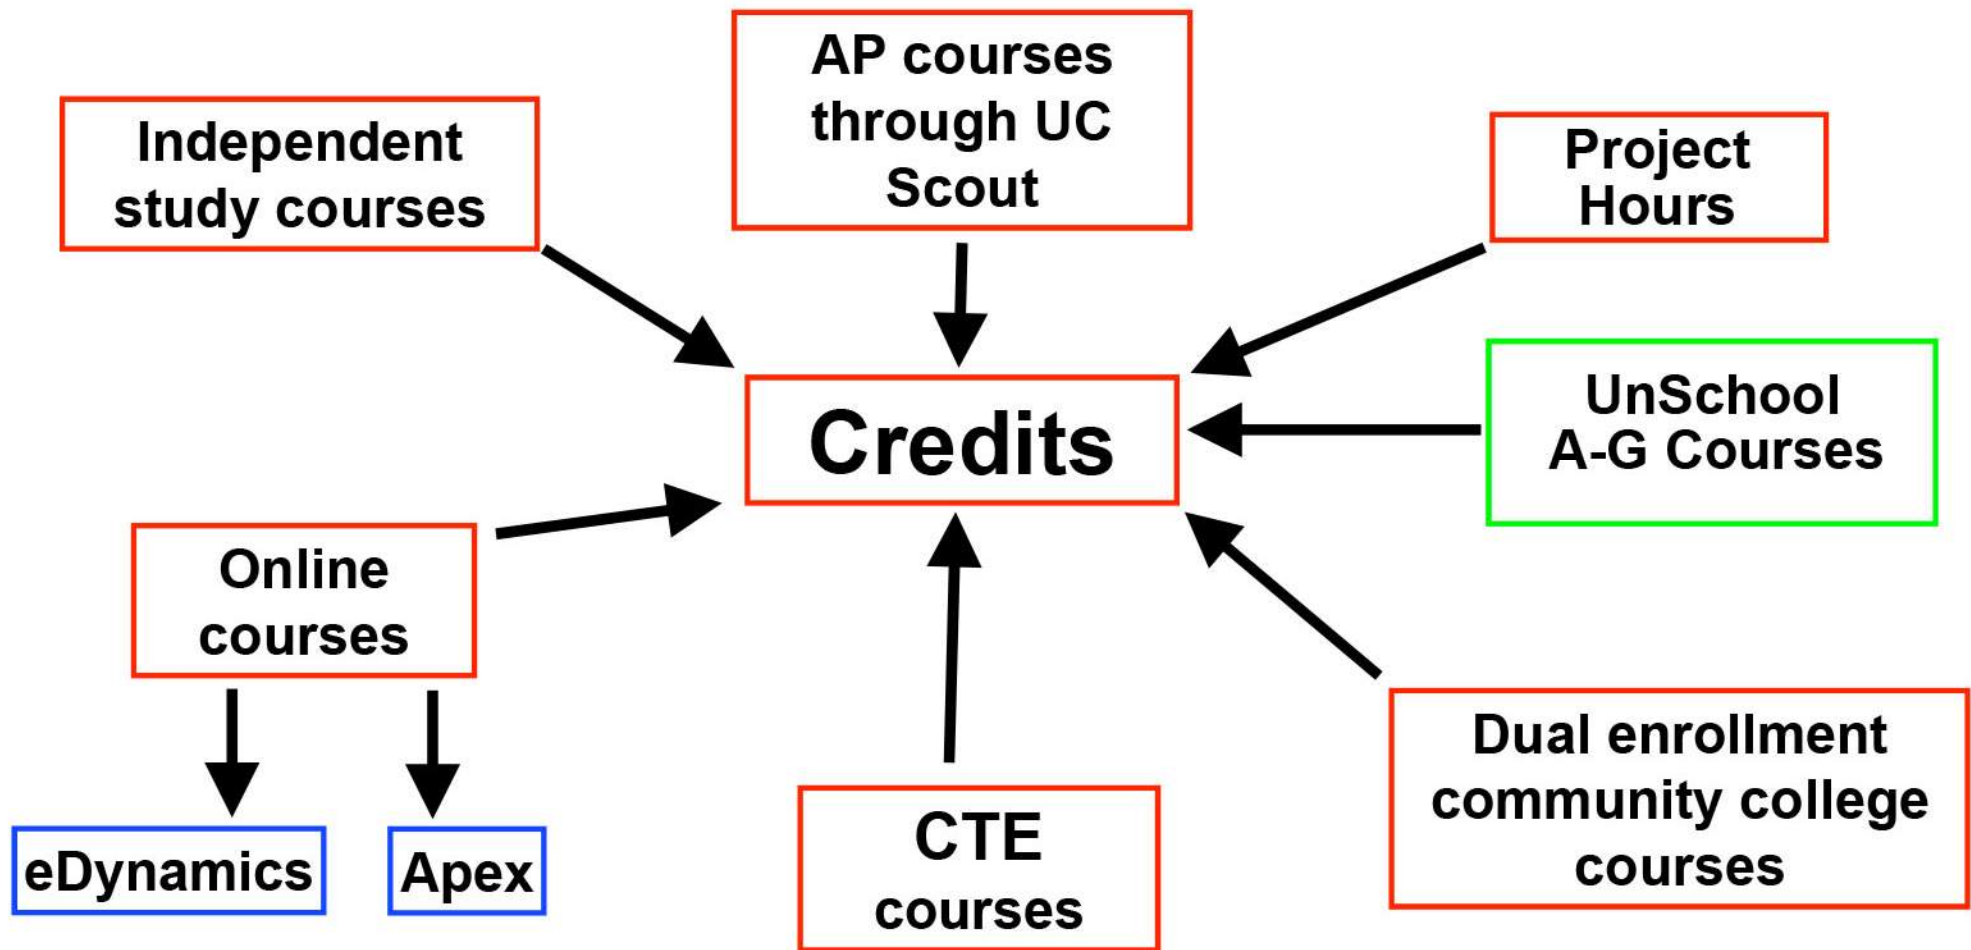 AP courses
through UC
Scout
Independent
study courses
Project
Hours
Credits
UnSchool
A-G Courses
Online
courses
Dual enrollment
community college
courses
eDynamics
Apex
CTE
courses